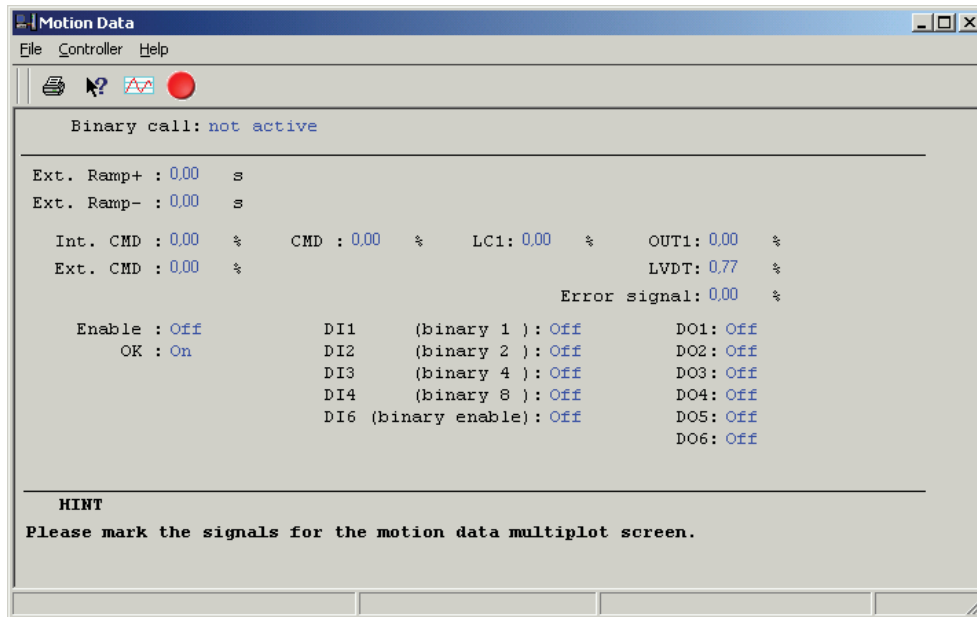 Motion Data
File Controller Help
Binary call: not active
Ext. Ramp+ : 0,00 s
Ext. Ramp- : 0,00 s
Int. CMD : 0,00 % CMD : 0,00 % LC1: 0,00 % OUT1: 0,00 %
Ext. CMD : 0,00 % LVDT: 0,77 %
Error signal: 0,00 %
Enable : Off DI1 (binary 1 ): Off DO1: Off
OK : On DI2 (binary 2 ): Off DO2: Off
DI3 (binary 4 ): Off DO3: Off
DI4 (binary 8 ): Off DO4: Off
DI6 (binary enable): Off DO5: Off
DO6: Off
HINT
Please mark the signals for the motion data multiplot screen.